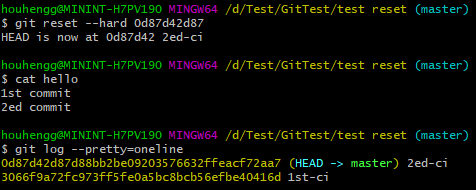 houhengg@MININT-H7PV190 MINGW64 /d/Test/GitTest/test reset (master)
$ git reset --hard 0d87d42d87
HEAD is now at 0d87d42 2ed-ci
houhengg@MININT-H7PV190 MINGW64 /d/Test/GitTest/test reset (master)
$ cat hello
1st commit
2ed commit
houhengg@MININT-H7PV190 MINGW64 /d/Test/GitTest/test reset (master)
$ git log --pretty=oneline
0d87d42d87d88bb2be09203576632ffeacf72aa7 (HEAD -> master) 2ed-ci
3066f9a72fc973ff5fe0a5bc8bcb56efbe40416d 1st-ci